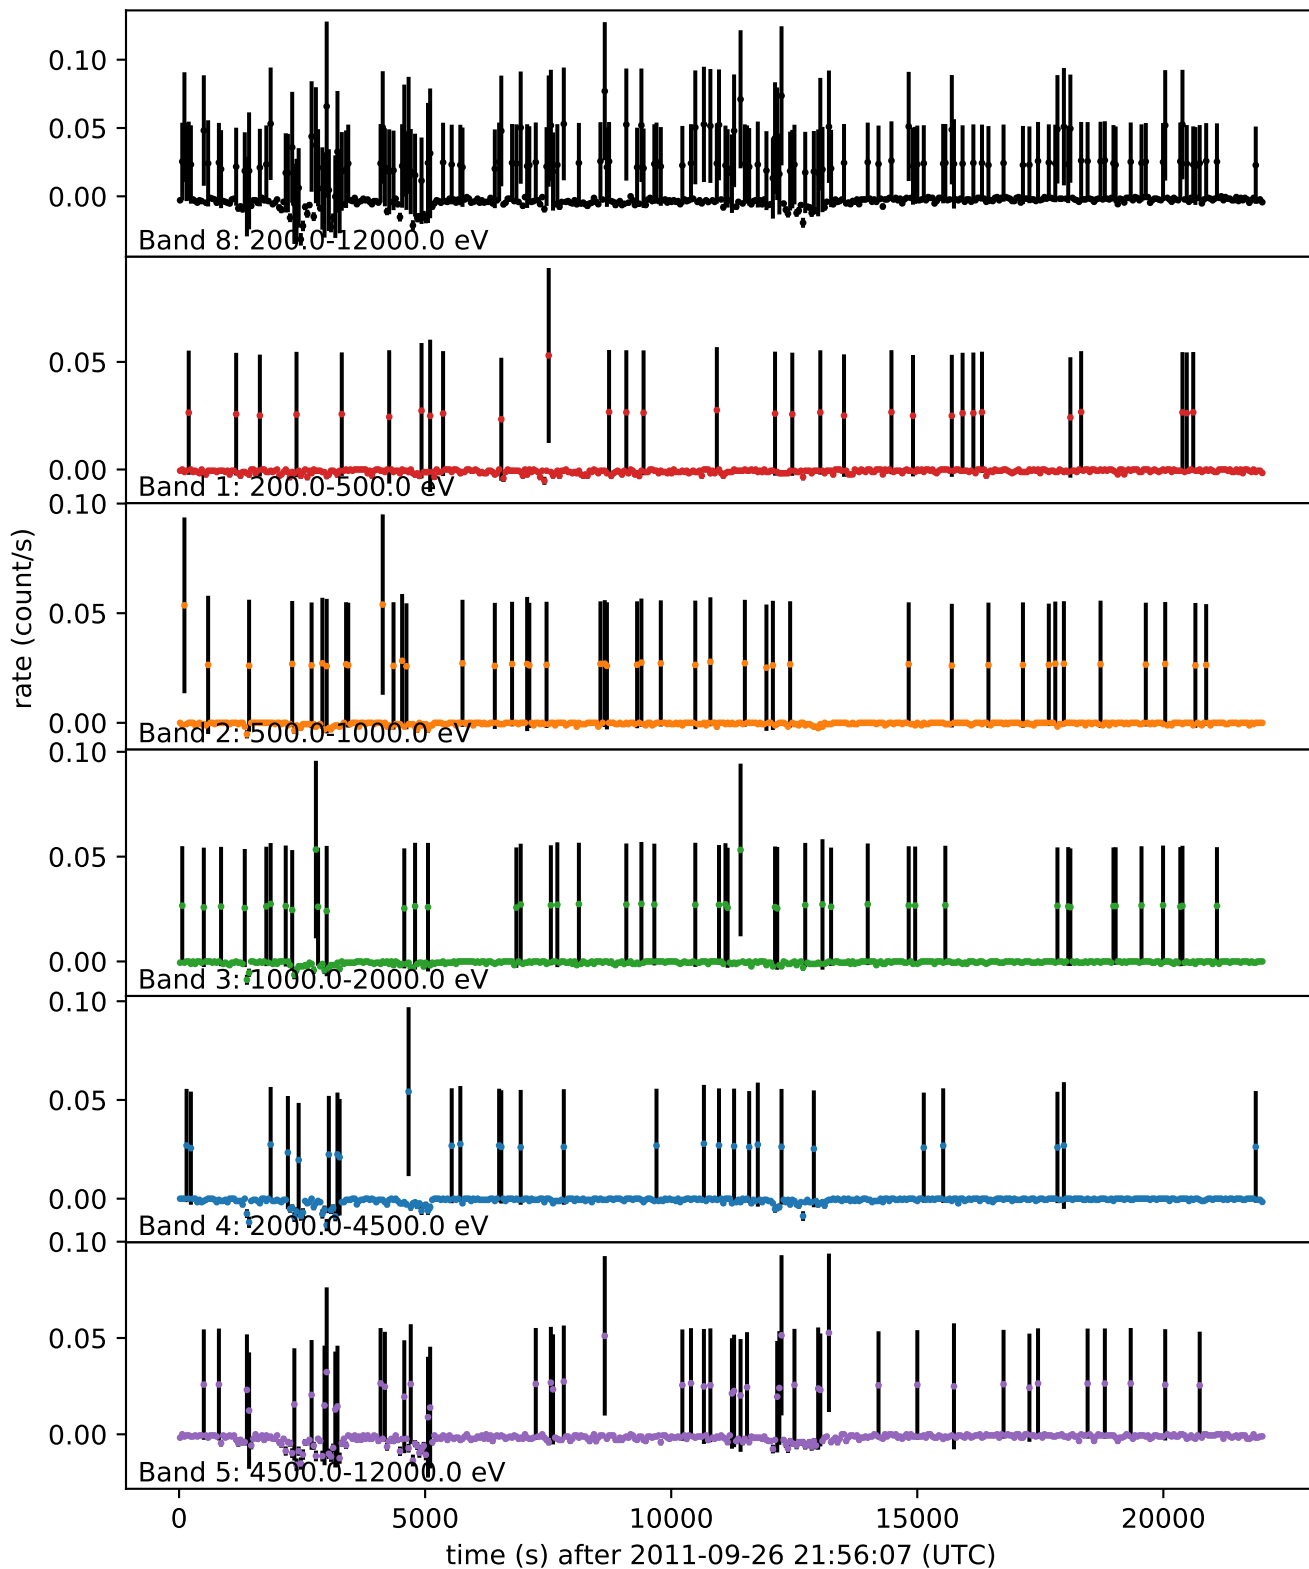 0.10
0.05
0.00
Band 8: 200.0-12000.0 eV
0.05
0.00
Band 1: 200.0-500.0 eV
0.10
0.05
0.00
Band 2: 500.0-1000.0 eV
rate (count/s)
0.10
0.05
0.00
Band 3: 1000.0-2000.0 eV
0.10
0.05
0.00
Band 4: 2000.0-4500.0 eV
0.10
0.05
0.00
Band 5: 4500.0-12000.0 eV
0 5000 10000 15000 20000
time (s) after 2011-09-26 21:56:07 (UTC)